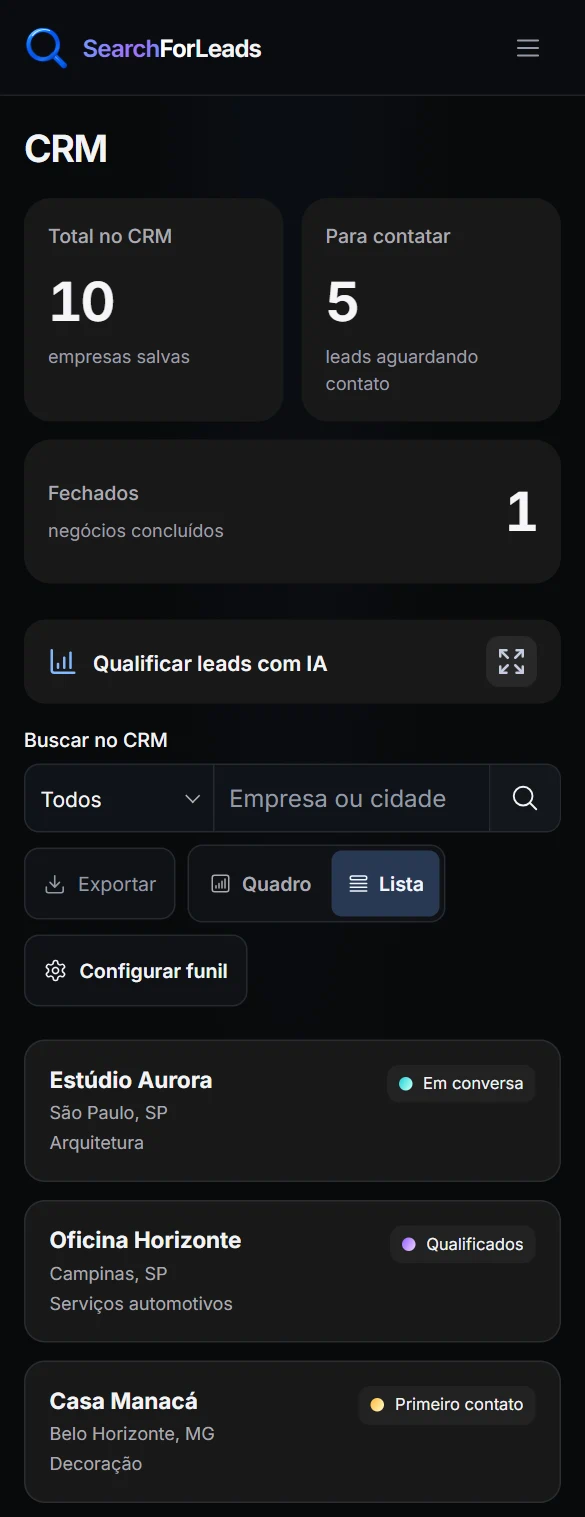 SearchForLeads
CRM
Total no CRM
10
empresas salvas
Para contatar
5
leads aguardando
contato
Fechados
negócios concluídos
1
Qualificar leads com IA
Buscar no CRM
Todos
Empresa ou cidade
Exportar
Quadro
Lista
Configurar funil
Estúdio Aurora
Em conversa
São Paulo, SP
Arquitetura
Oficina Horizonte
Qualificados
Campinas, SP
Serviços automotivos
Casa Manacá
Primeiro contato
Belo Horizonte, MG
Decoração